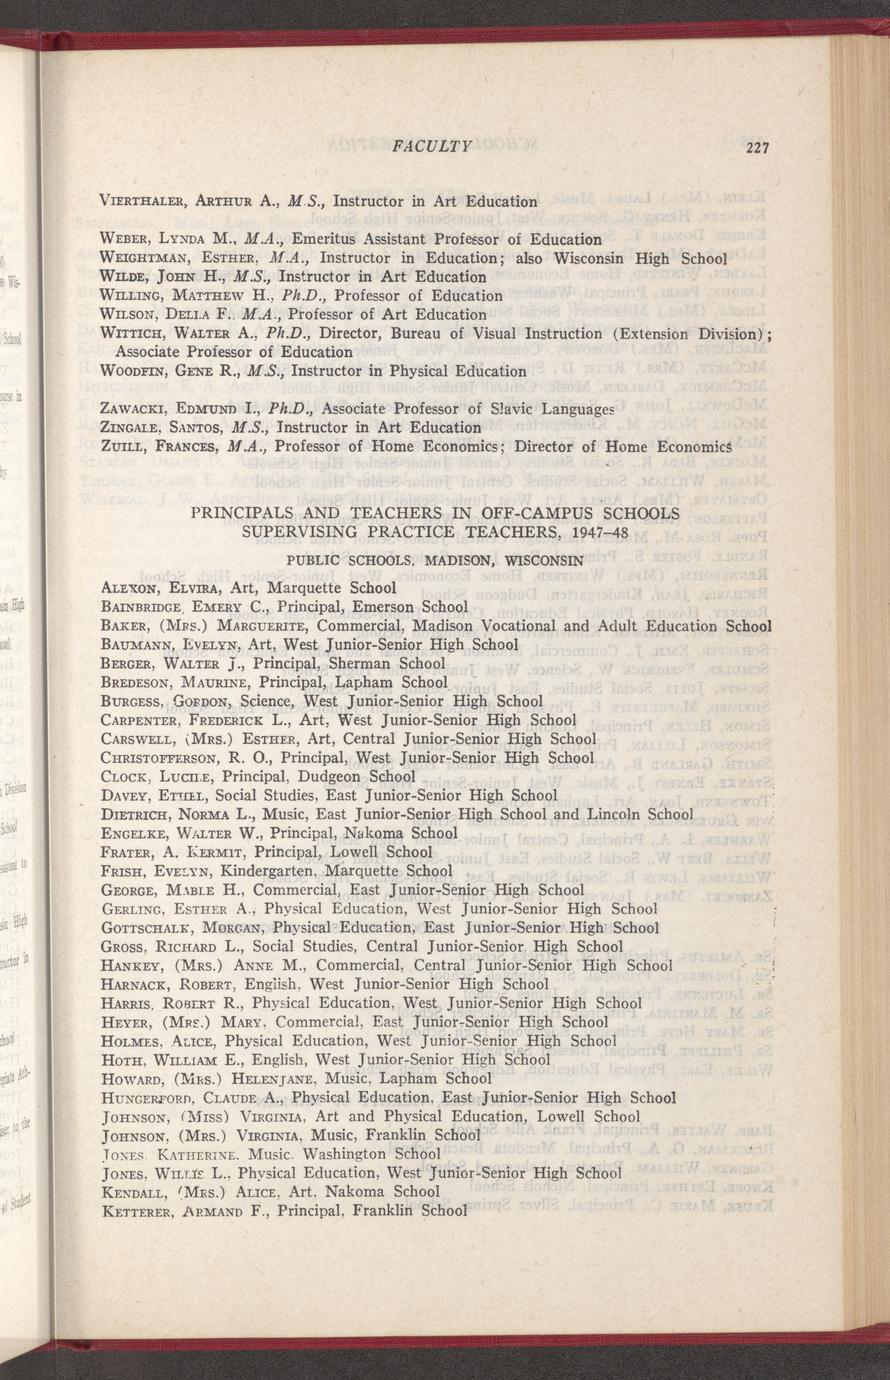 FACULTY 227
VIERTHALER, ARTHUR A., M.S., Instructor in Art Education
WEBER, LYNDA M., M.A., Emeritus Assistant Professor of Education
WEIGHTMAN, ESTHER, M.A., Instructor in Education; also Wisconsin High School
WILDE, JOHN H., M.S., Instructor in Art Education
WILLING, MATTHEW H., Ph.D., Professor of Education
WILSON, DELLA F., M.A., Professor of Art Education
WITTICH, WALTER A., Ph.D., Director, Bureau of Visual Instruction (Extension Division);
Associate Professor of Education
WOODFIN, GENE R., M.S., Instructor in Physical Education
ZAWACKI, EDMUND I., Ph.D., Associate Professor of Slavic Languages
ZINGALE, SANTOS, M.S., Instructor in Art Education
ZUILL, FRANCES, M.A., Professor of Home Economics; Director of Home Economics
PRINCIPALS AND TEACHERS IN OFF-CAMPUS SCHOOLS
SUPERVISING PRACTICE TEACHERS, 1947–48
PUBLIC SCHOOLS, MADISON, WISCONSIN
ALEXON, ELVIRA, Art, Marquette School
BAINBRIDGE, EMERY C., Principal, Emerson School
BAKER, (MRS.) MARGUERITE, Commercial, Madison Vocational and Adult Education School
BAUMANN, EVELYN, Art, West Junior-Senior High School
BERGER, WALTER J., Principal, Sherman School
BREDESON, MAURINE, Principal, Lapham School
BURGESS, GORDON, Science, West Junior-Senior High School
CARPENTER, FREDERICK L., Art, West Junior-Senior High School
CARSWELL, (MRS.) ESTHER, Art, Central Junior-Senior High School
CHRISTOFFERSON, R. O., Principal, West Junior-Senior High School
CLOCK, LUCILE, Principal, Dudgeon School
DAVEY, ETHEL, Social Studies, East Junior-Senior High School
DIETRICH, NORMA L., Music, East Junior-Senior High School and Lincoln School
ENGELKE, WALTER W., Principal, Nakoma School
FRATER, A. KERMIT, Principal, Lowell School
FRISH, EVELYN, Kindergarten, Marquette School
GEORGE, MABLE H., Commercial, East Junior-Senior High School
GERLING, ESTHER A., Physical Education, West Junior-Senior High School
GOTTSCHALK, MORGAN, Physical Education, East Junior-Senior High School
GROSS, RICHARD L., Social Studies, Central Junior-Senior High School
HANKEY, (MRS.) ANNE M., Commercial, Central Junior-Senior High School
HARNACK, ROBERT, English, West Junior-Senior High School
HARRIS, ROBERT R., Physical Education, West Junior-Senior High School
HEYER, (MRS.) MARY, Commercial, East Junior-Senior High School
HOLMES, ALICE, Physical Education, West Junior-Senior High School
HOTH, WILLIAM E., English, West Junior-Senior High School
HOWARD, (MRS.) HELENJANE, Music, Lapham School
HUNGERFORD, CLAUDE A., Physical Education, East Junior-Senior High School
JOHNSON, (MISS) VIRGINIA, Art and Physical Education, Lowell School
JOHNSON, (MRS.) VIRGINIA, Music, Franklin School
JONES, KATHERINE, Music, Washington School
JONES, WILLIE L., Physical Education, West Junior-Senior High School
KENDALL, (MRS.) ALICE, Art, Nakoma School
KETTERER, ARMAND F., Principal, Franklin School